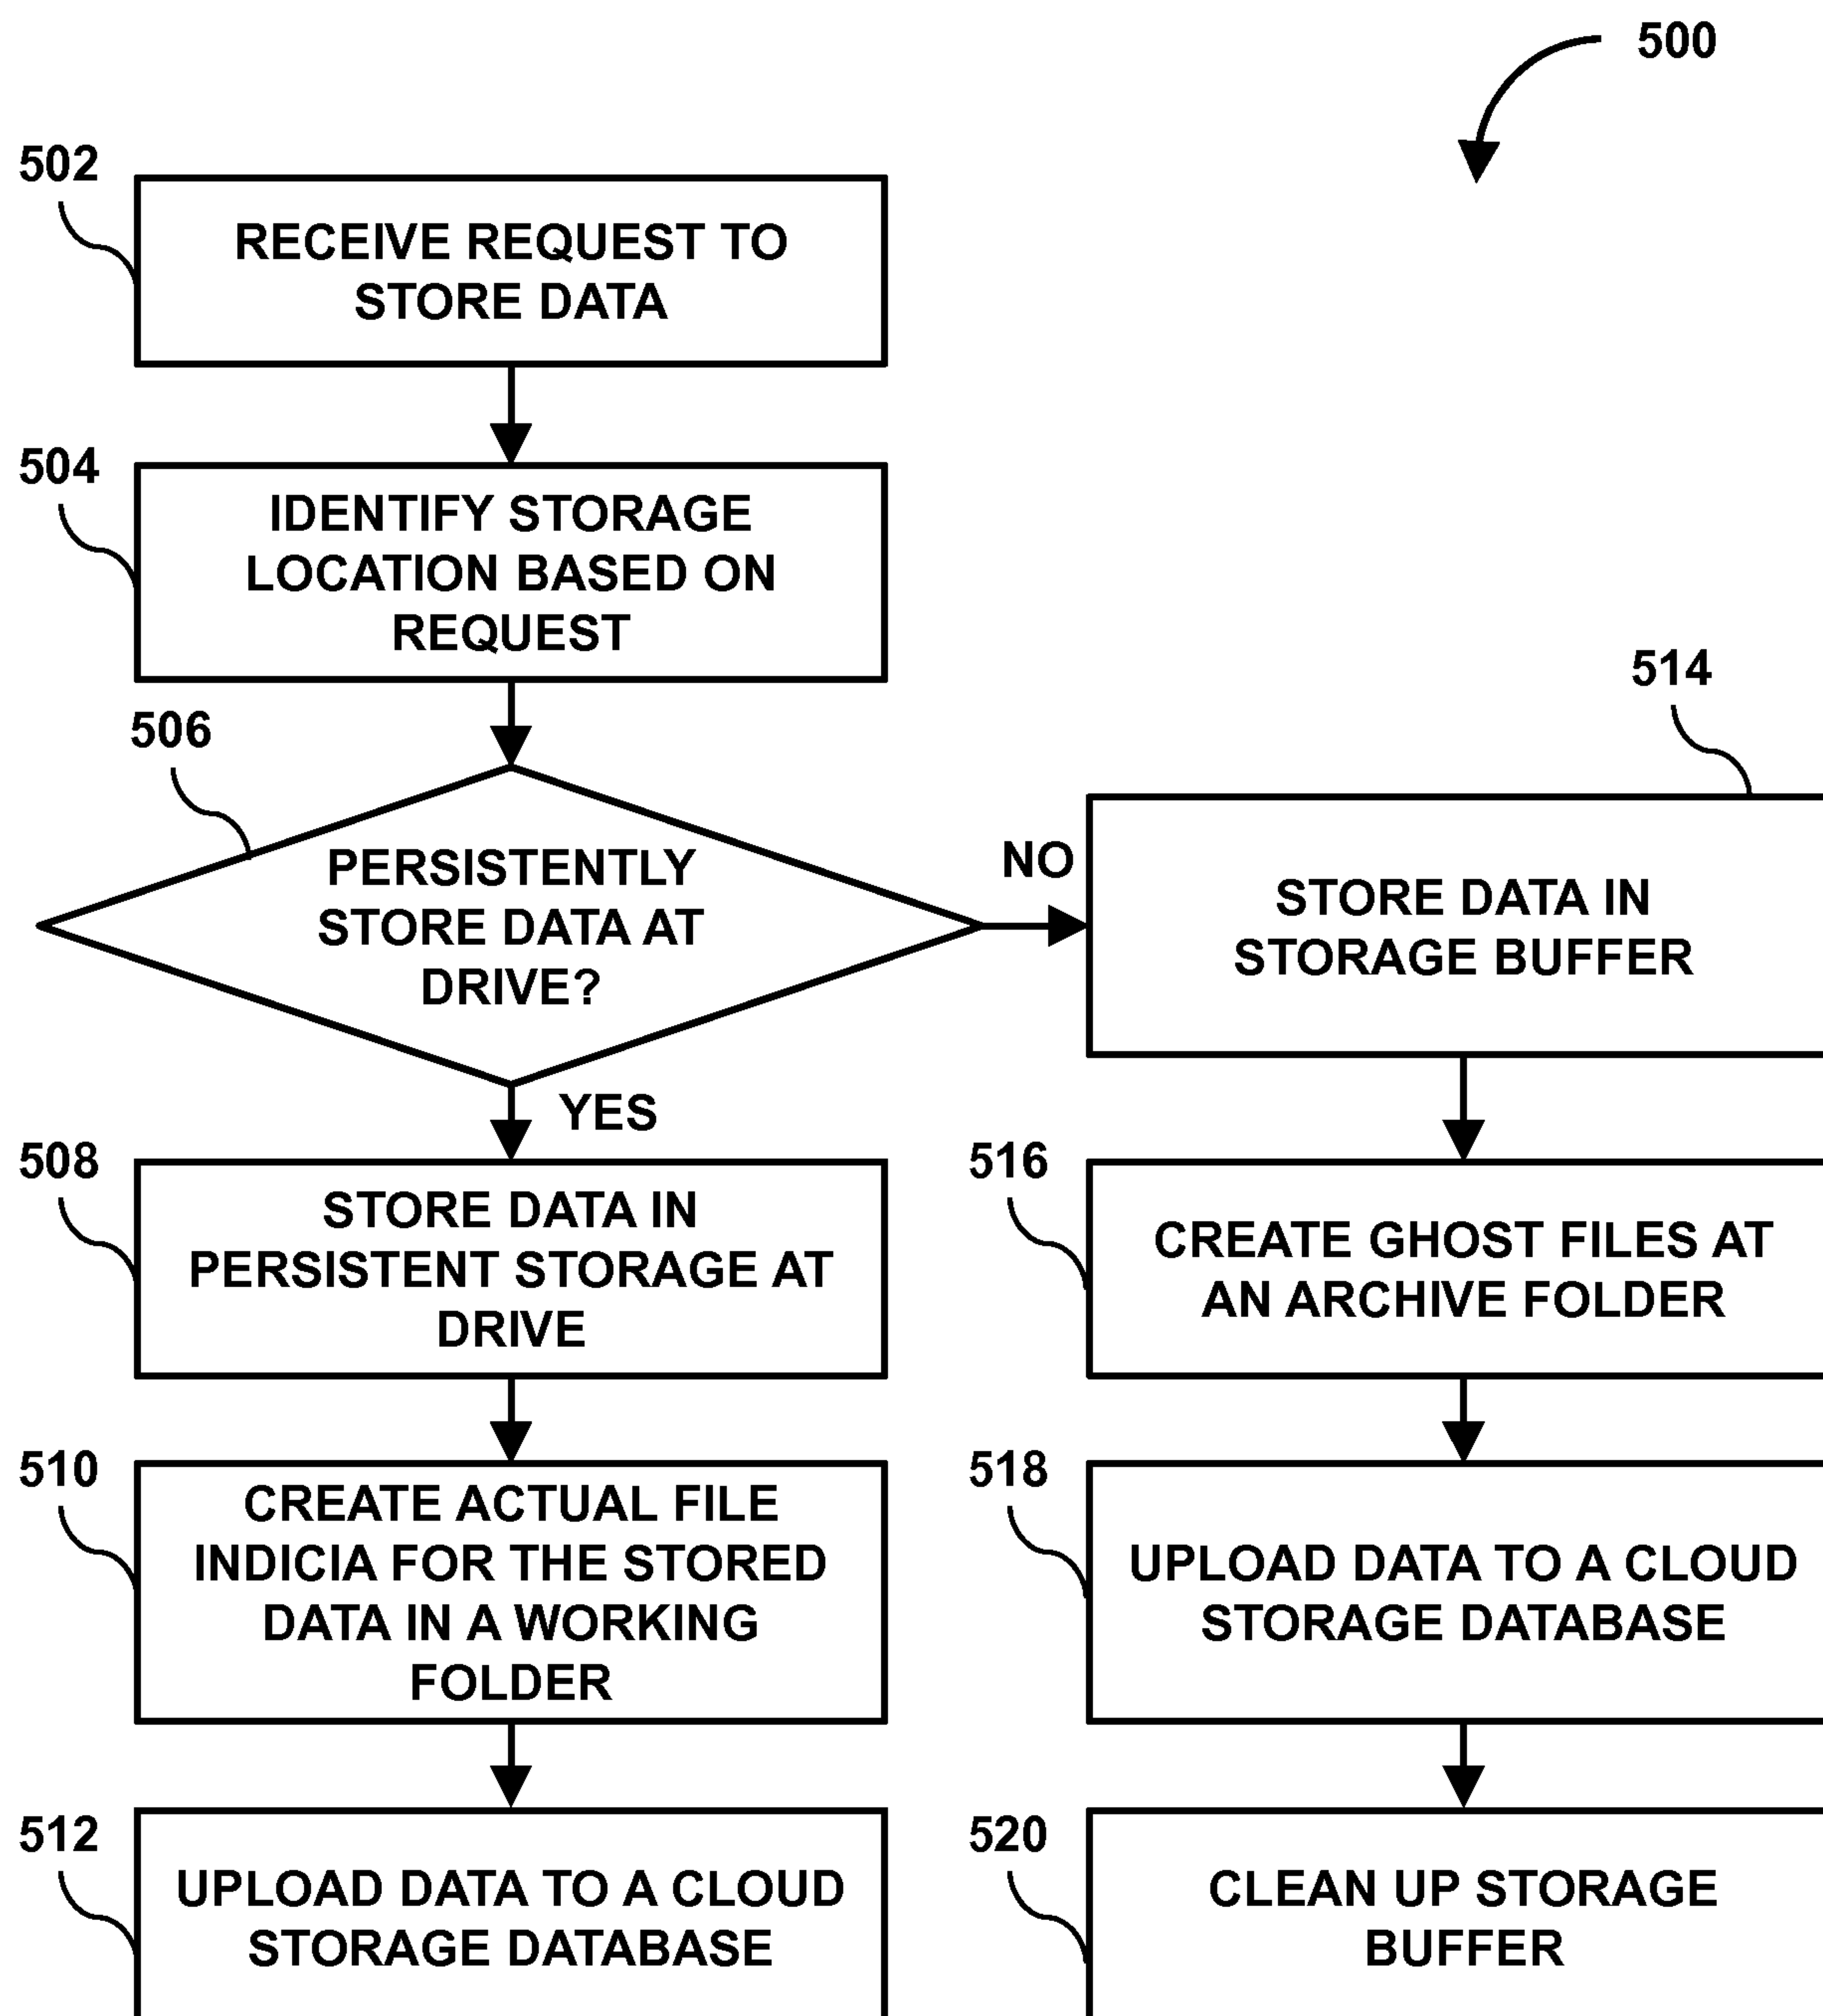 500
502
RECEIVE REQUEST TO
STORE DATA
504
IDENTIFY STORAGE
LOCATION BASED ON
REQUEST
506
PERSISTENTLY
STORE DATA AT
DRIVE?
NO
YES
508
STORE DATA IN
PERSISTENT STORAGE AT
DRIVE
510
CREATE ACTUAL FILE
INDICIA FOR THE STORED
DATA IN A WORKING
FOLDER
512
UPLOAD DATA TO A CLOUD
STORAGE DATABASE
514
STORE DATA IN
STORAGE BUFFER
516
CREATE GHOST FILES AT
AN ARCHIVE FOLDER
518
UPLOAD DATA TO A CLOUD
STORAGE DATABASE
520
CLEAN UP STORAGE
BUFFER